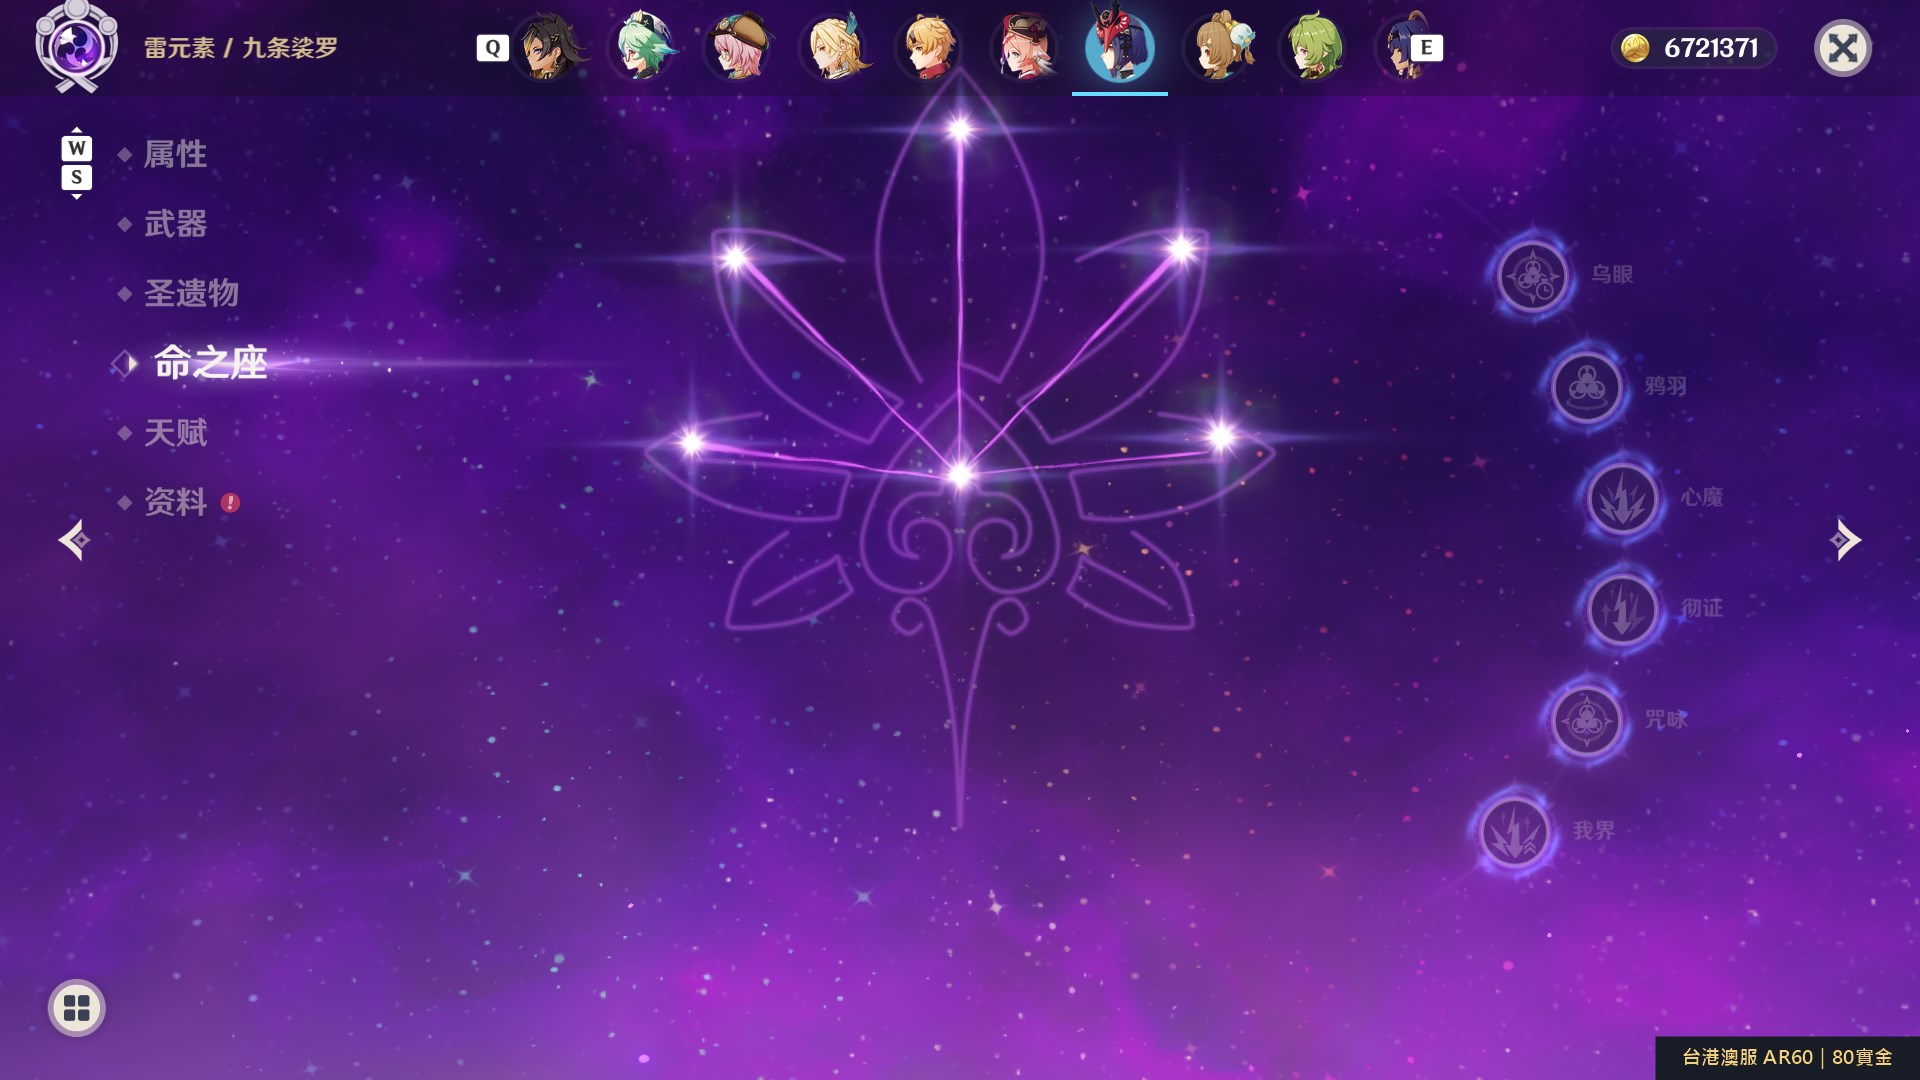 雷元素 / 九条裟罗
Q
E
6721371
W
S
属性
武器
圣遗物
命之座
天赋
资料
乌眼
鸦羽
心魔
彻证
咒咏
我界
台港澳服 AR60 | 80寶金